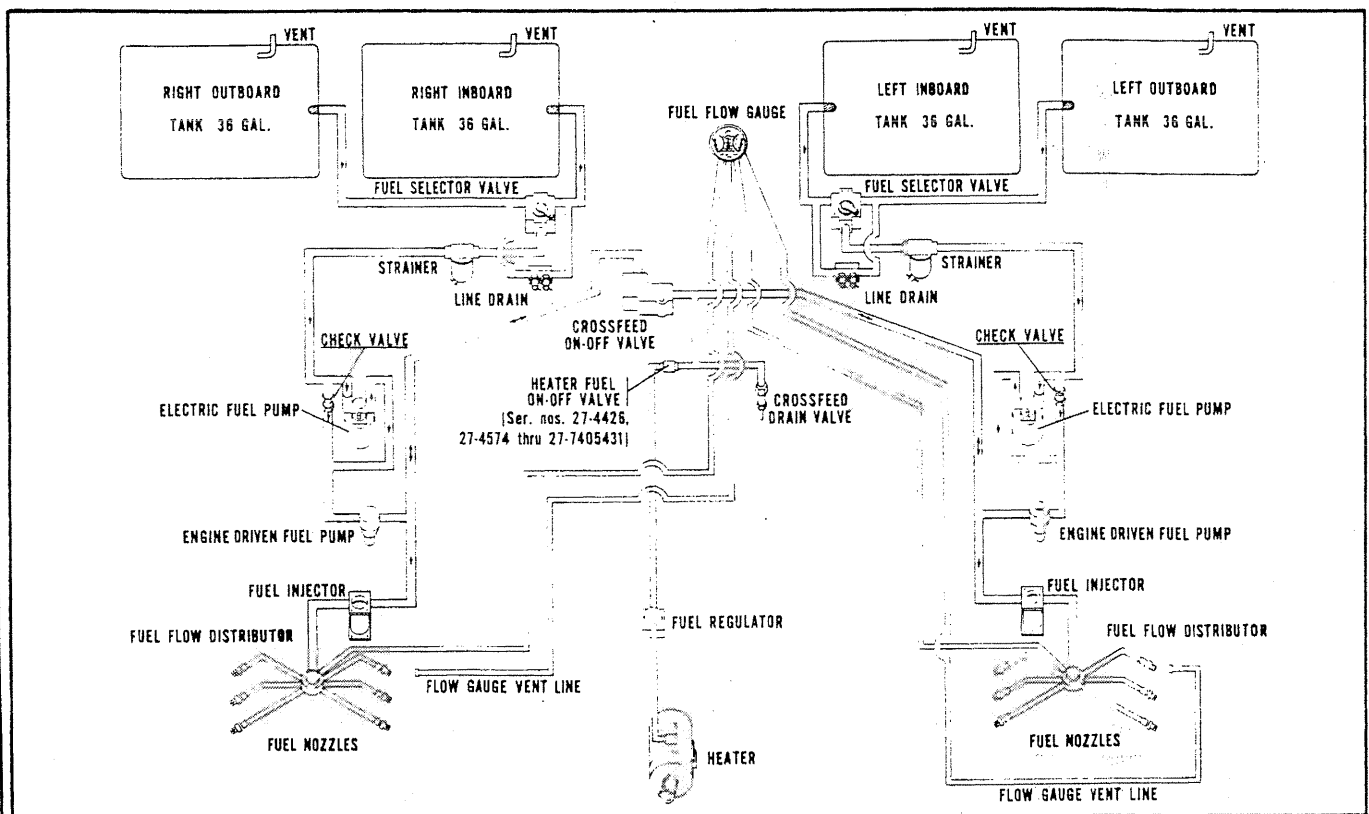 VENT
VENT
VENT
VENT
RIGHT OUTBOARD
TANK 36 GAL.
RIGHT INBOARD
TANK 36 GAL.
LEFT INBOARD
TANK 36 GAL.
LEFT OUTBOARD
TANK 36 GAL.
FUEL FLOW GAUGE
FUEL SELECTOR VALVE
FUEL SELECTOR VALVE
STRAINER
LINE DRAIN
LINE DRAIN
STRAINER
CROSSFEED
ON-OFF VALVE
CHECK VALVE
CHECK VALVE
HEATER FUEL
ON-OFF VALVE
(Ser. nos. 27-4426,
27-4574 thru 27-7405431)
CROSSFEED
DRAIN VALVE
ELECTRIC FUEL PUMP
ELECTRIC FUEL PUMP
ENGINE DRIVEN FUEL PUMP
ENGINE DRIVEN FUEL PUMP
FUEL INJECTOR
FUEL INJECTOR
FUEL REGULATOR
FUEL FLOW DISTRIBUTOR
FUEL FLOW DISTRIBUTOR
FLOW GAUGE VENT LINE
FUEL NOZZLES
HEATER
FUEL NOZZLES
FLOW GAUGE VENT LINE